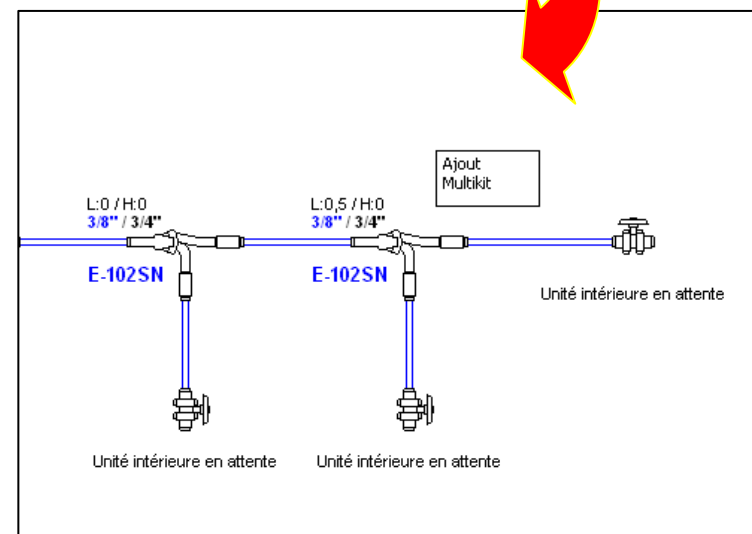 Ajout
Multikit
L:0 / H:0
3/8" / 3/4"
L:0,5 / H:0
3/8" / 3/4"
E-102SN
E-102SN
Unité intérieure en attente
Unité intérieure en attente
Unité intérieure en attente